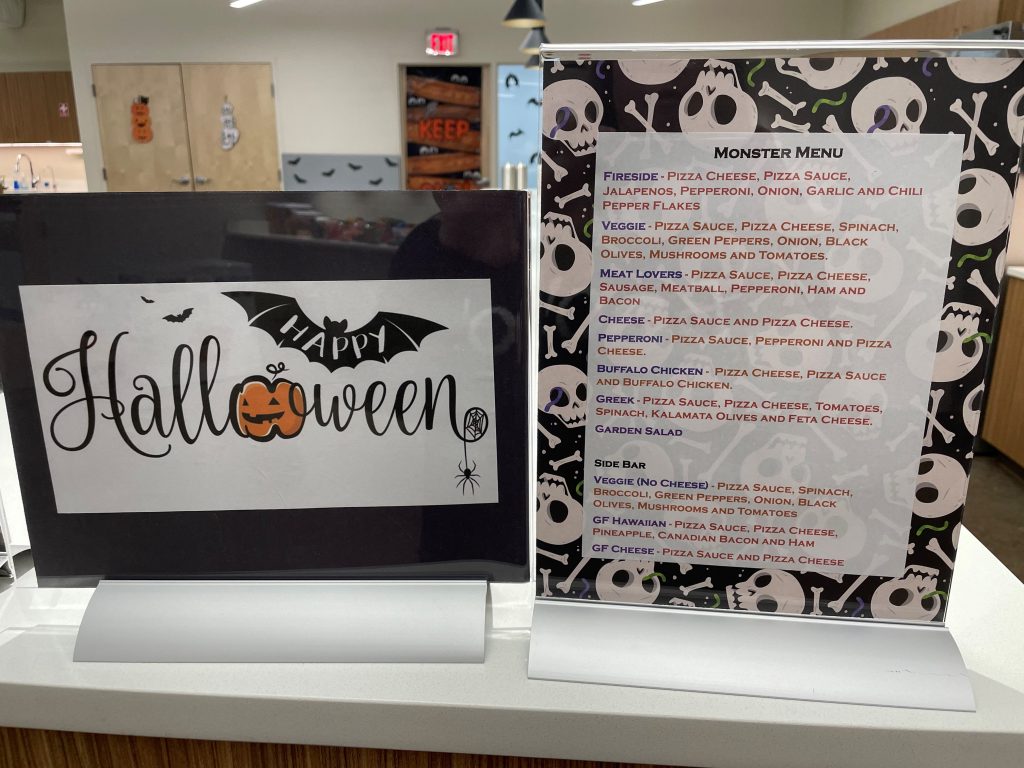 KEEP
HAPPY
Halloween
MONSTER MENU
FIRESIDE - PIZZA CHEESE, PIZZA SAUCE,
JALAPENOS, PEPPERONI, ONION, GARLIC AND CHILI
PEPPER FLAKES
VEGGIE - PIZZA SAUCE, PIZZA CHEESE, SPINACH,
BROCCOLI, GREEN PEPPERS, ONION, BLACK
OLIVES, MUSHROOMS AND TOMATOES.
MEAT LOVERS - PIZZA SAUCE, PIZZA CHEESE,
SAUSAGE, MEATBALL, PEPPERONI, HAM AND
BACON
CHEESE - PIZZA SAUCE AND PIZZA CHEESE.
PEPPERONI - PIZZA SAUCE, PEPPERONI AND PIZZA
CHEESE.
BUFFALO CHICKEN - PIZZA CHEESE, PIZZA SAUCE
AND BUFFALO CHICKEN.
GREEK - PIZZA SAUCE, PIZZA CHEESE, TOMATOES,
SPINACH, KALAMATA OLIVES AND FETA CHEESE.
GARDEN SALAD
SIDE BAR
VEGGIE (NO CHEESE) - PIZZA SAUCE, SPINACH,
BROCCOLI, GREEN PEPPERS, ONION, BLACK
OLIVES, MUSHROOMS AND TOMATOES
GF HAWAIIAN - PIZZA SAUCE, PIZZA CHEESE,
PINEAPPLE, CANADIAN BACON AND HAM
GF CHEESE - PIZZA SAUCE AND PIZZA CHEESE